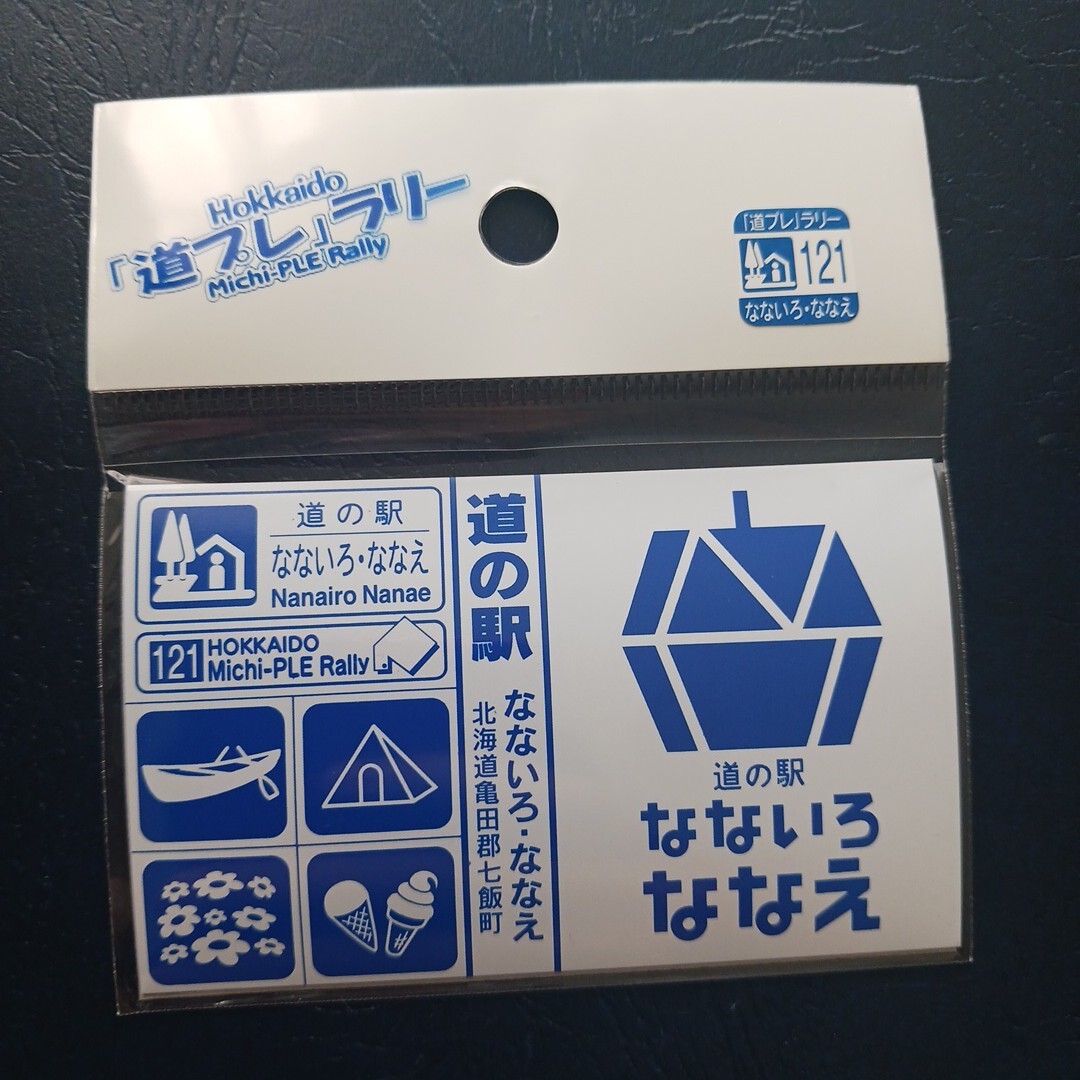 Hokkaido
「道プレ」ラリー
Michi-PLE Rally
「道プレ」ラリー
121
なないろ・ななえ
道の駅
なないろ・ななえ
Nanairo Nanae
121 HOKKAIDO
Michi-PLE Rally
道の駅
なないろ・ななえ
北海道亀田郡七飯町
道の駅
なないろ
ななえ